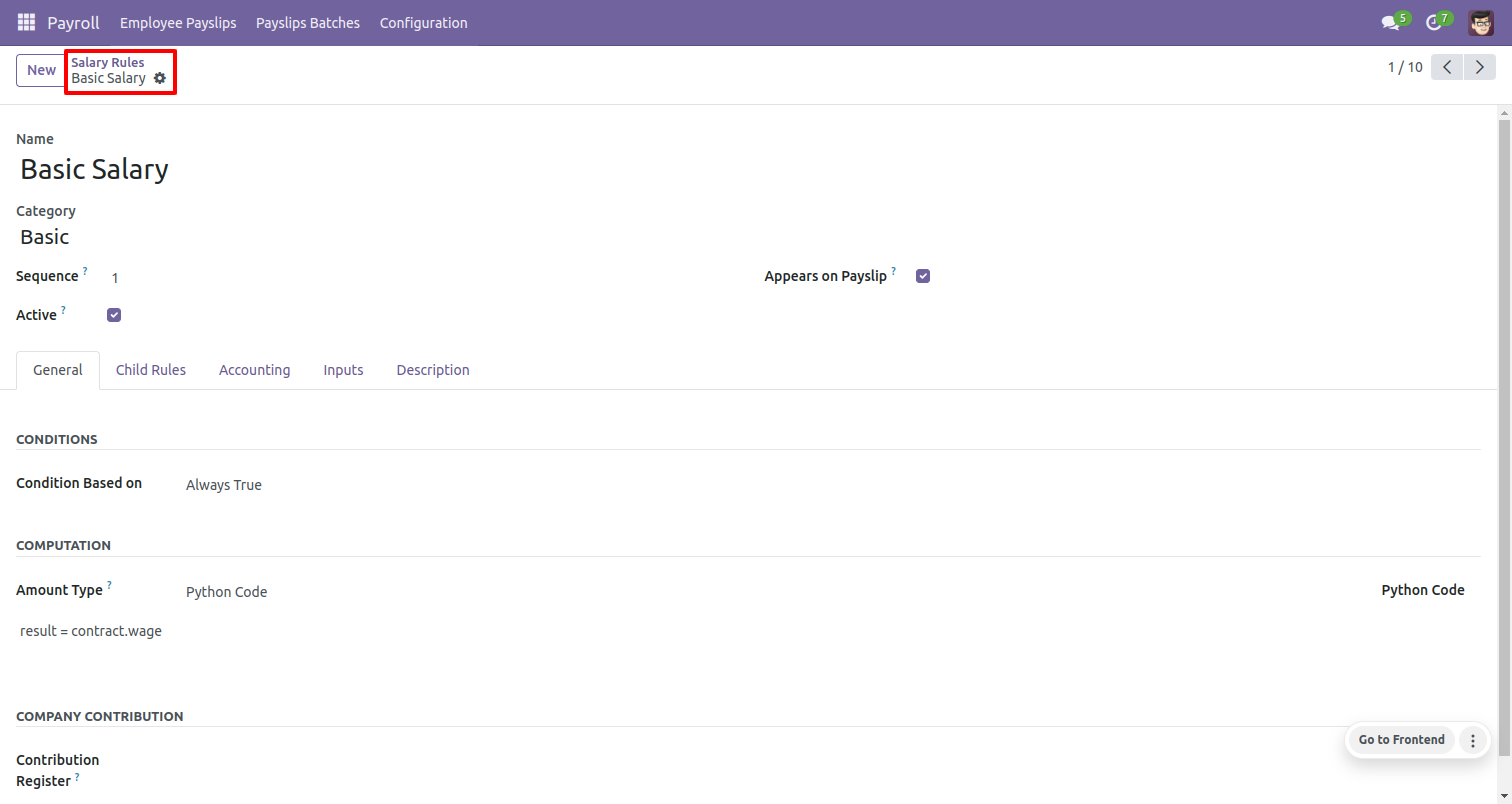 Payroll Employee Payslips Payslips Batches Configuration 5 7
New Salary Rules 1 / 10
Basic Salary
Name
Basic Salary
Category
Basic
Sequence ? 1 Appears on Payslip ?
Active ?
General Child Rules Accounting Inputs Description
CONDITIONS
Condition Based on Always True
COMPUTATION
Amount Type ? Python Code Python Code
result = contract.wage
COMPANY CONTRIBUTION
Go to Frontend
Contribution
Register ?